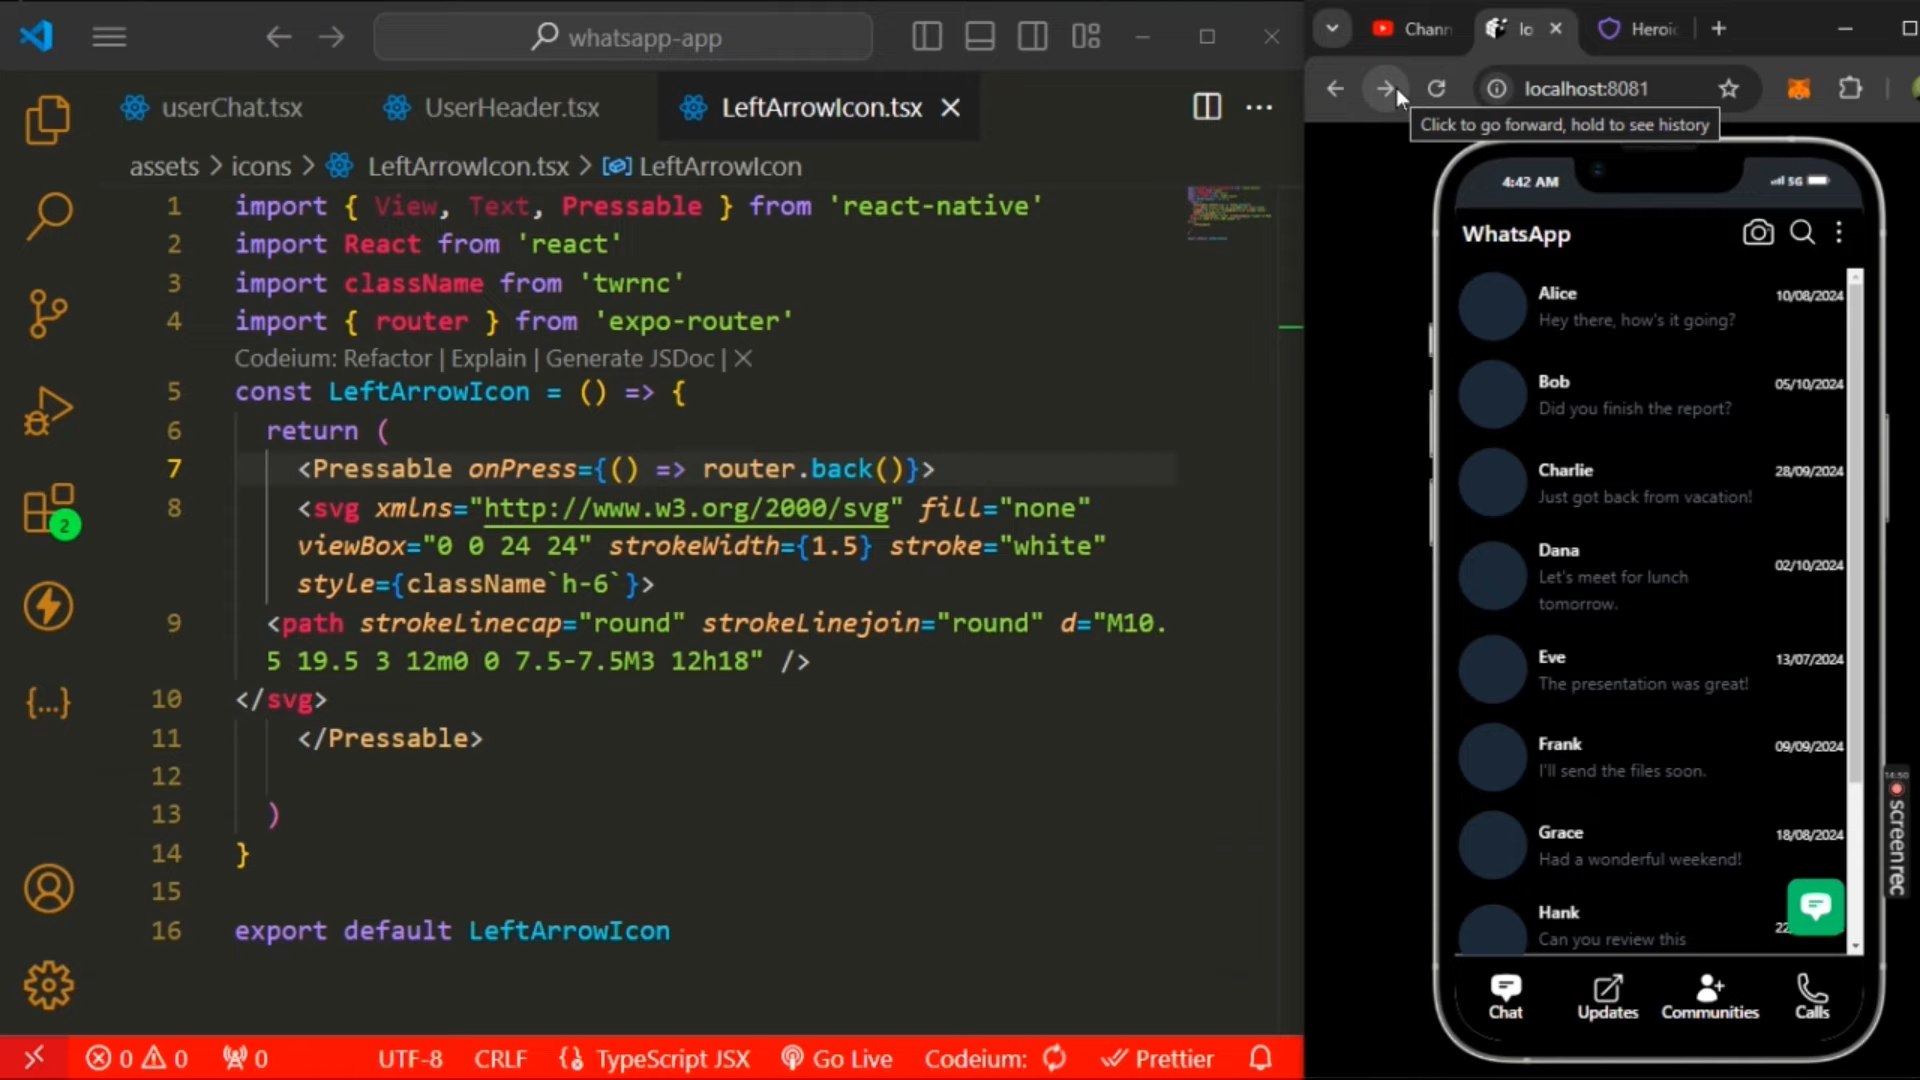 whatsapp-app
userChat.tsx
UserHeader.tsx
LeftArrowIcon.tsx
assets > icons > LeftArrowIcon.tsx > LeftArrowIcon
1 import { View, Text, Pressable } from 'react-native'
2 import React from 'react'
3 import className from 'twrnc'
4 import { router } from 'expo-router'
Codeium: Refactor | Explain | Generate JSDoc | ×
5 const LeftArrowIcon = () => {
6 return (
7 <Pressable onPress={() => router.back()}>
8 <svg xmlns="http://www.w3.org/2000/svg" fill="none"
viewBox="0 0 24 24" strokeWidth={1.5} stroke="white"
style={className`h-6`}>
9 <path strokeLinecap="round" strokeLinejoin="round" d="M10.
5 19.5 3 12m0 0 7.5-7.5M3 12h18" />
10 </svg>
11 </Pressable>
12
13 )
14 }
15
16 export default LeftArrowIcon
2
{...}
0 0
0
UTF-8
CRLF
TypeScript JSX
Go Live
Codeium:
Prettier
Chann
lo
Heroic
localhost:8081
Click to go forward, hold to see history
4:42 AM
5G
WhatsApp
Alice
10/08/2024
Hey there, how's it going?
Bob
05/10/2024
Did you finish the report?
Charlie
28/09/2024
Just got back from vacation!
Dana
02/10/2024
Let's meet for lunch
tomorrow.
Eve
13/07/2024
The presentation was great!
Frank
09/09/2024
I'll send the files soon.
Grace
18/08/2024
Had a wonderful weekend!
Hank
22
Can you review this
Chat
Updates
Communities
Calls
14:50
screenrec